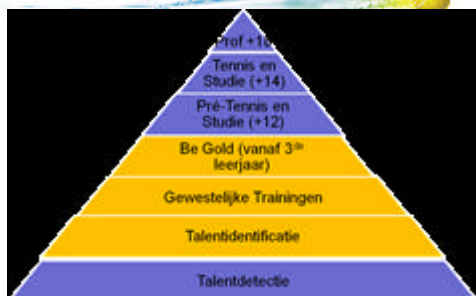 Prof
Tennis en
Studie (+14)
Pré-Tennis en
Studie (+12)
Be Gold (vanaf 3de
leerjaar)
Gewestelijke Trainingen
Talentidentificatie
Talentdetectie